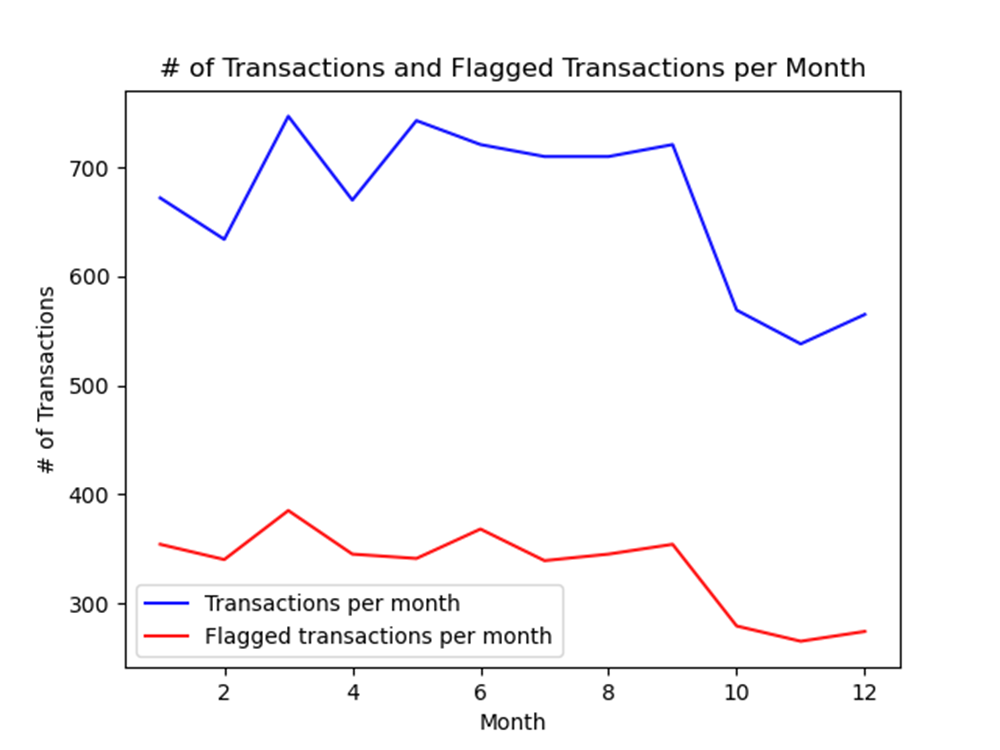 # of Transactions and Flagged Transactions per Month
# of Transactions
700
600
500
400
300
Transactions per month
Flagged transactions per month
2 4 6 8 10 12
Month